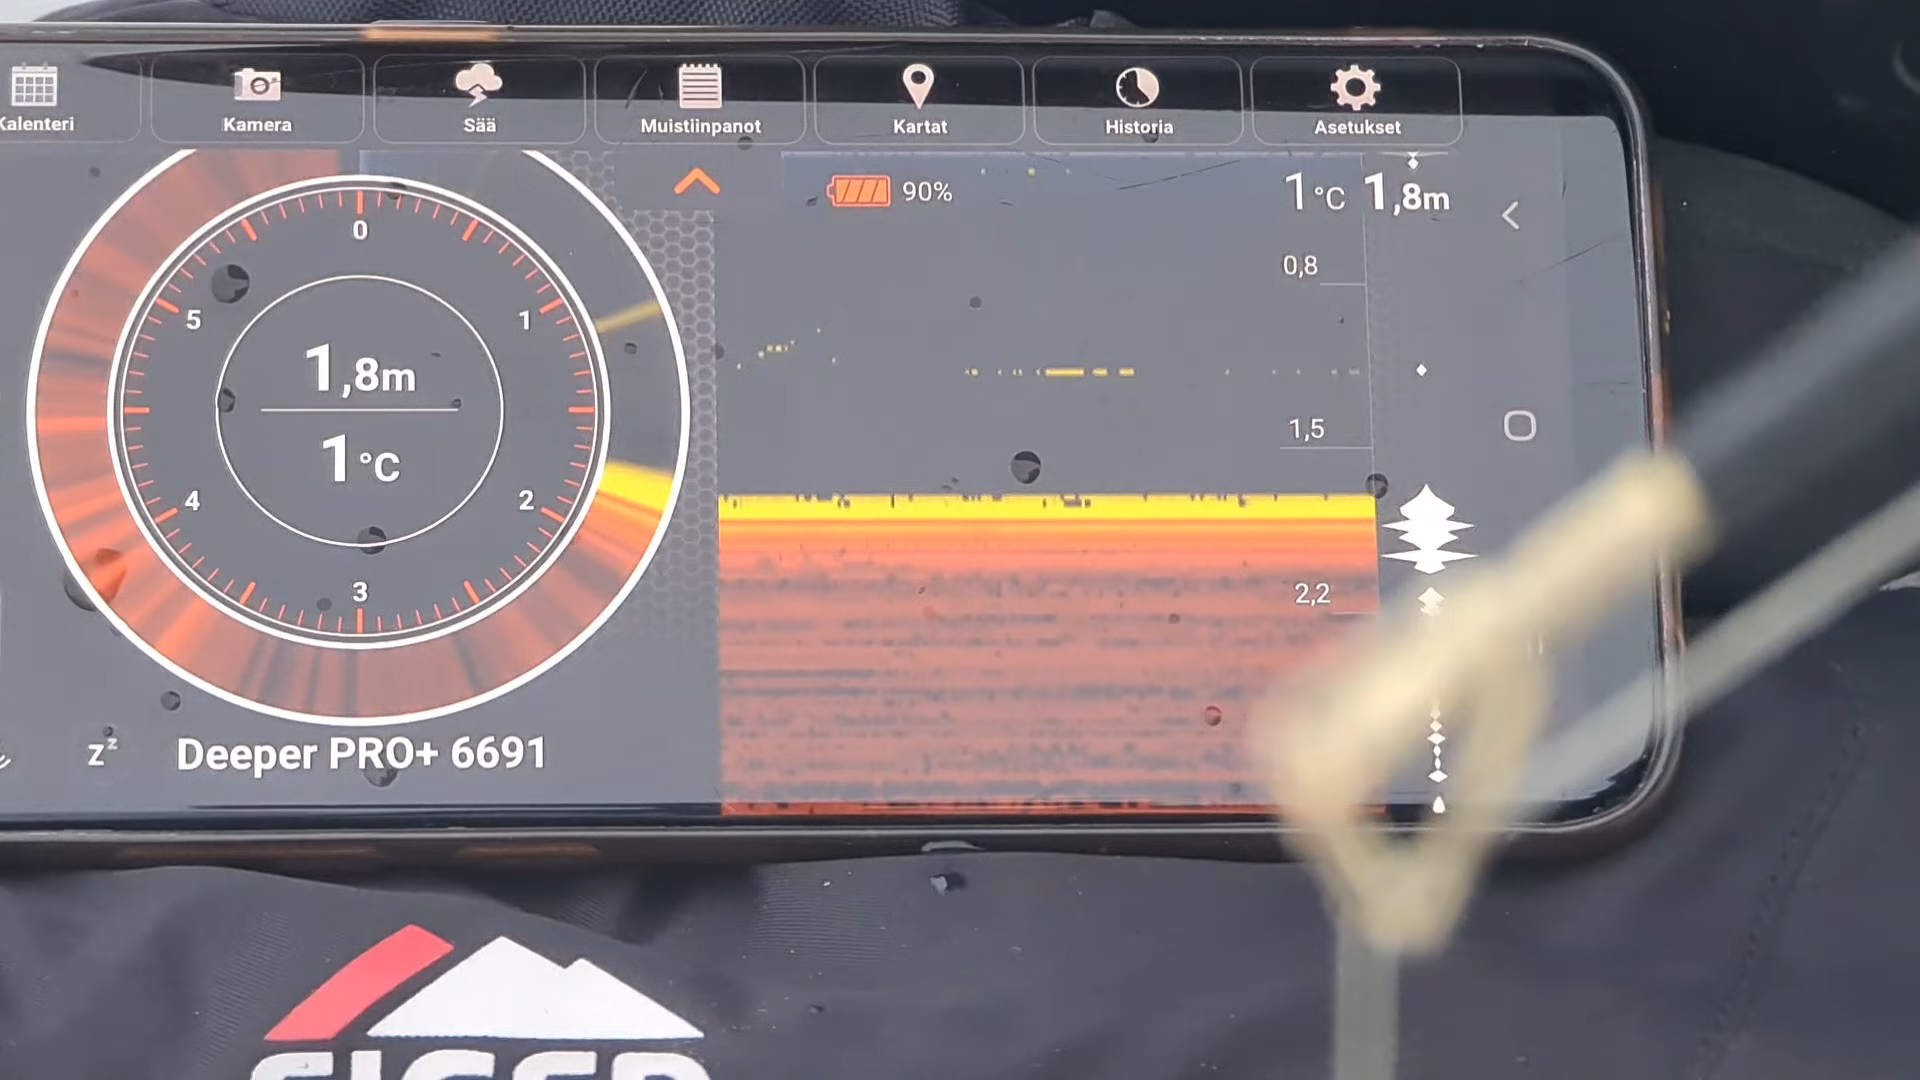 Kalenteri
Kamera
Sää
Muistiinpanot
Kartat
Historia
Asetukset
90%
1°C 1,8m
0,8
1,5
2,2
0
1
2
3
4
5
1,8m
1°C
zz
Deeper PRO+ 6691